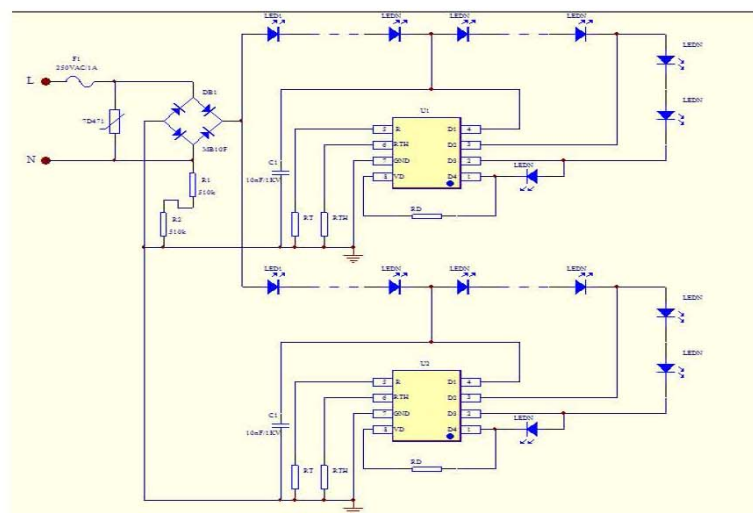 LED1 LEDN LEDN LEDN
LEDN
F1
250VAC/1A
L
DB1
7D471
MB10F
N
LEDN
U1
5 R D1 4
6 RTH D2 3
7 GND D3 2
8 VD D4 1
LEDN
C1
10nF/1KV
R1
510k
R2
510k
RT RTH
RD
LED1 LEDN LEDN LEDN
LEDN
LEDN
U2
5 R D1 4
6 RTH D2 3
7 GND D3 2
8 VD D4 1
LEDN
C1
10nF/1KV
RT RTH
RD